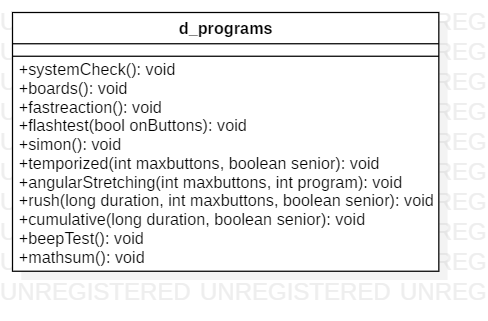 d_programs
+systemCheck(): void
+boards(): void
+fastreaction(): void
+flashtest(bool onButtons): void
+simon(): void
+temporized(int maxbuttons, boolean senior): void
+angularStretching(int maxbuttons, int program): void
+rush(long duration, int maxbuttons, boolean senior): void
+cumulative(long duration, boolean senior): void
+beepTest(): void
+mathsum(): void
UNREGISTERED UNREGISTERED UNREG